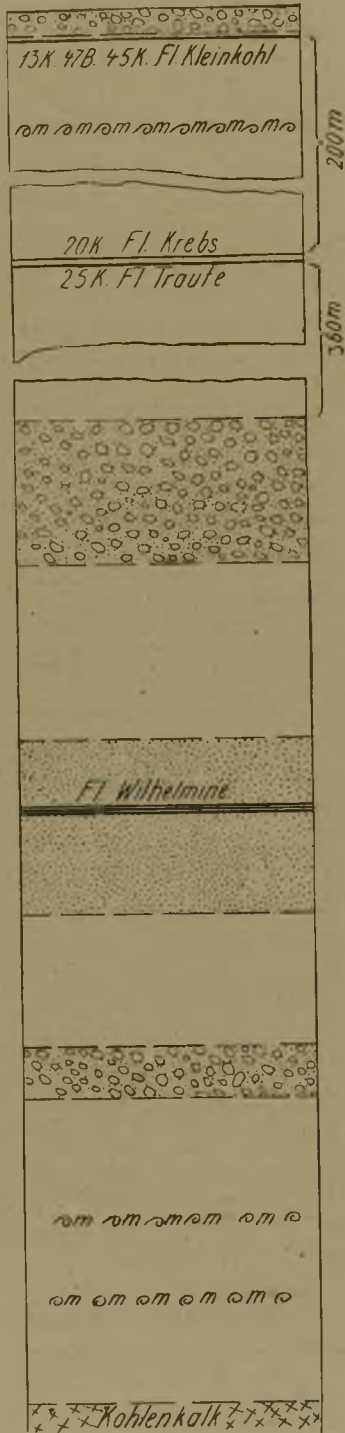 13K. 47B. 45K. Fl. Kleinkohl
m m m m m m m
200m
20K Fl. Krebs
25K. Fl Traute
360m
Fl Wilhelmine
m m m m m
m m m m m
Kohlenkalk